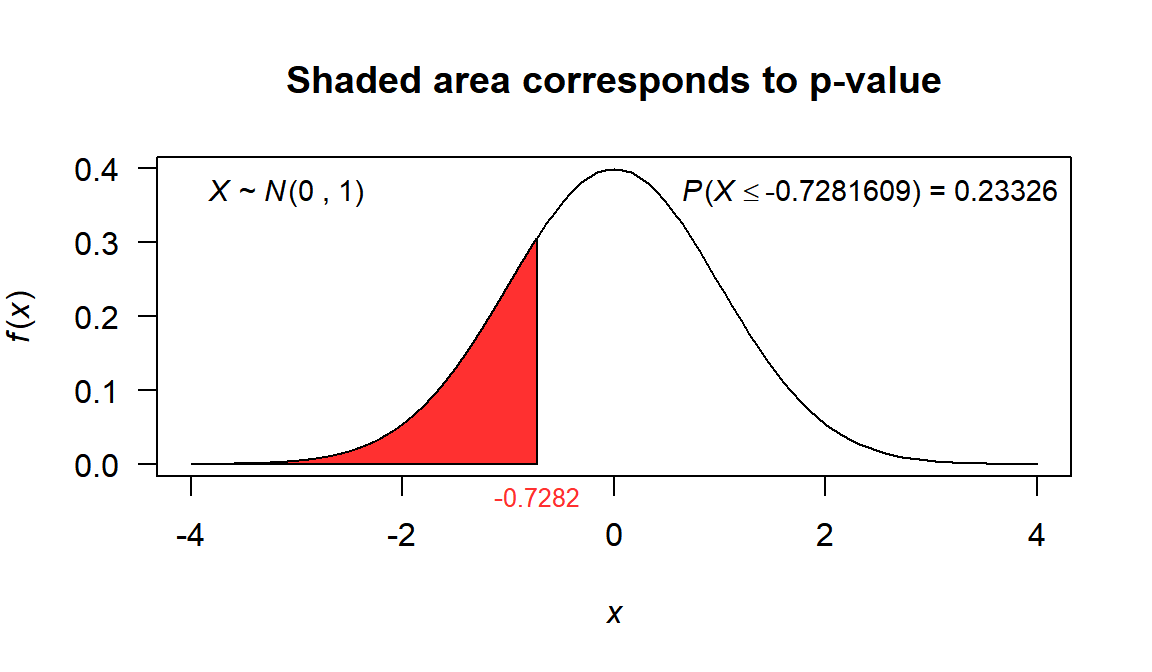 Shaded area corresponds to p-value
X ~ N(0 , 1)
P(X ≤ -0.7281609) = 0.23326
f(x)
0.4
0.3
0.2
0.1
0.0
-0.7282
-4 -2 0 2 4
x